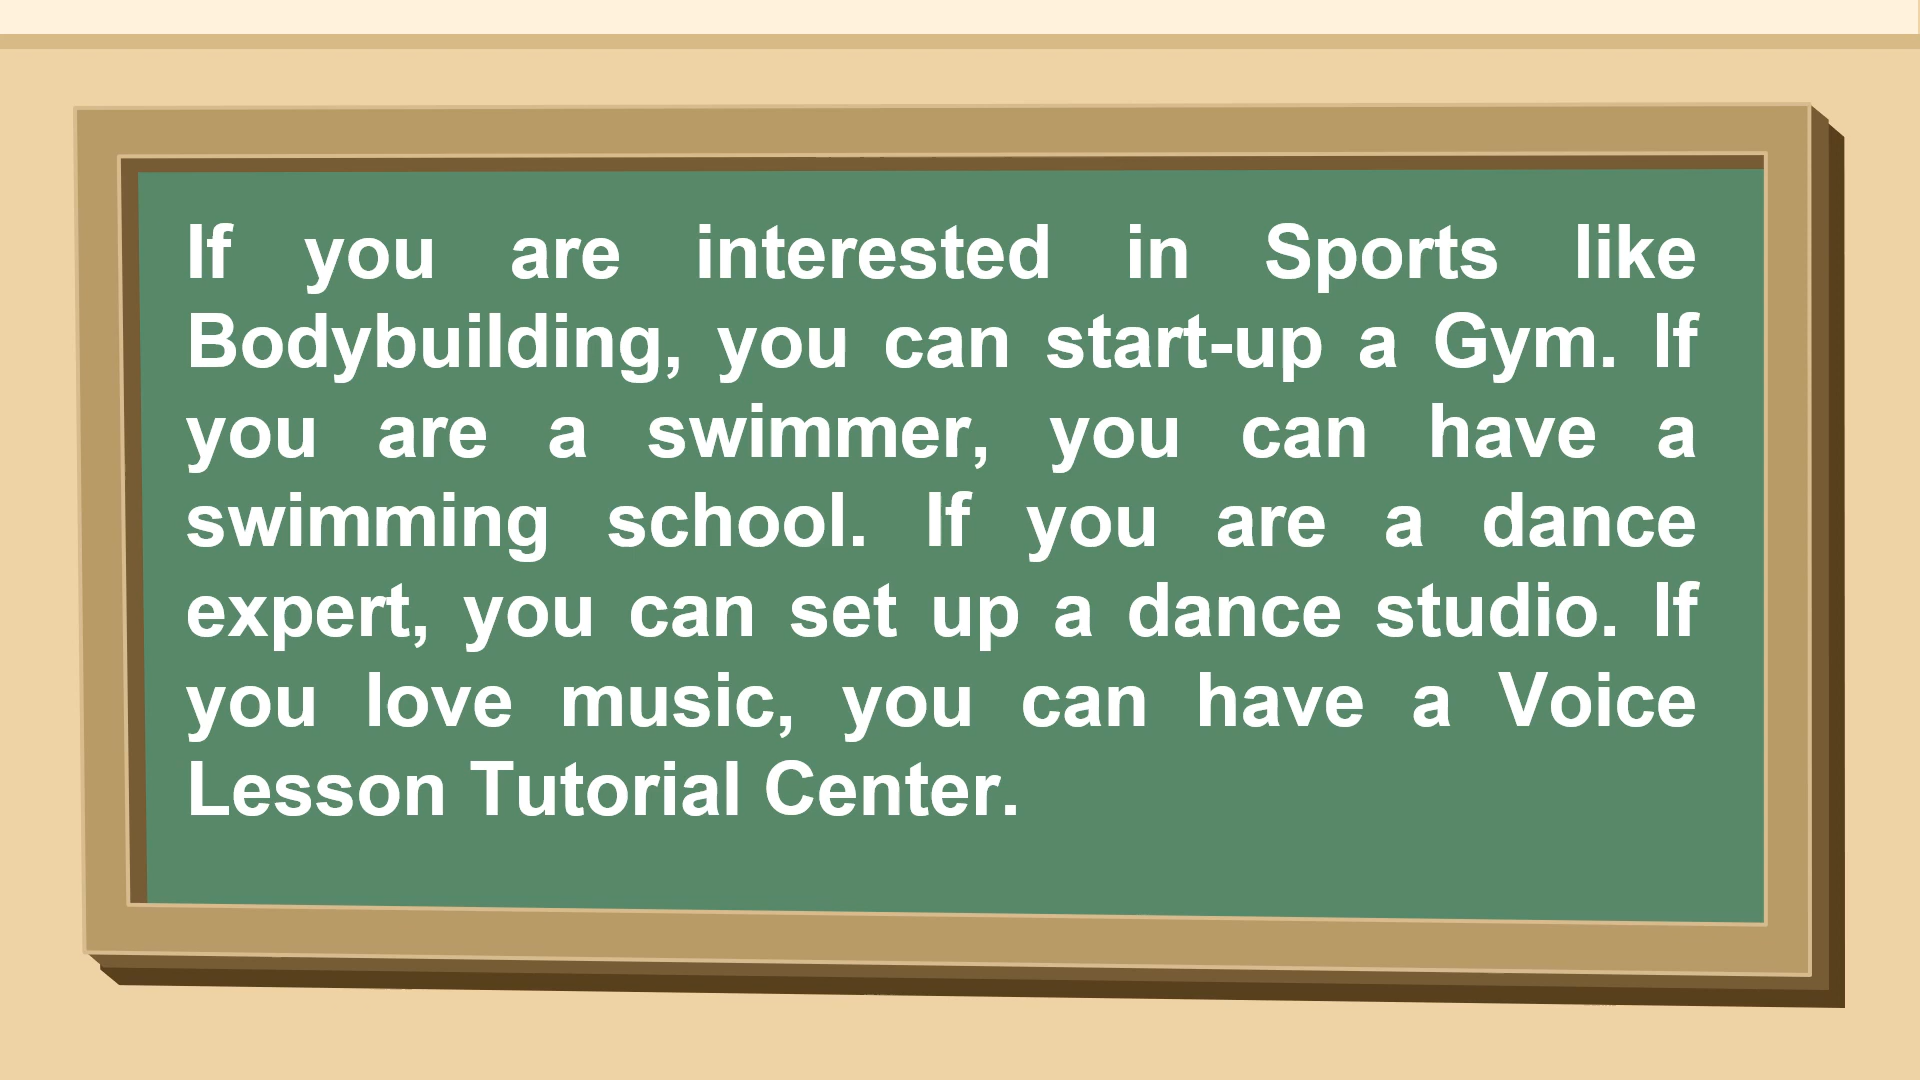 If you are interested in Sports like
Bodybuilding, you can start-up a Gym. If
you are a swimmer, you can have a
swimming school. If you are a dance
expert, you can set up a dance studio. If
you love music, you can have a Voice
Lesson Tutorial Center.